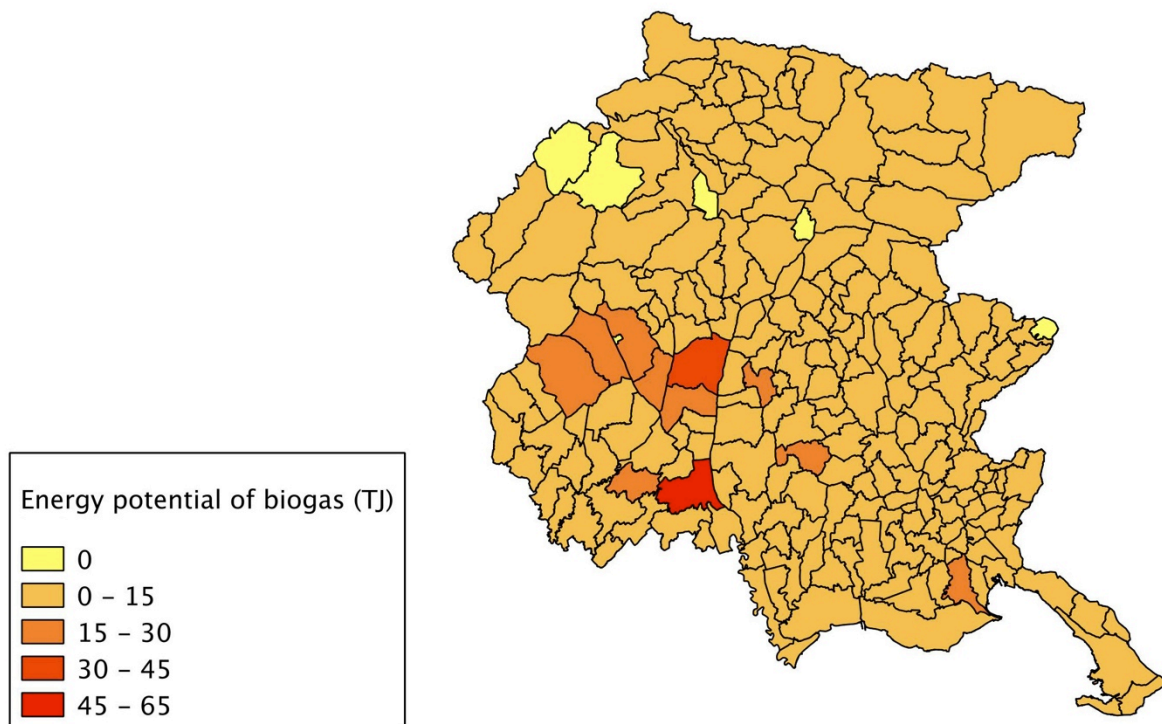 Energy potential of biogas (TJ)
0
0 – 15
15 – 30
30 – 45
45 – 65